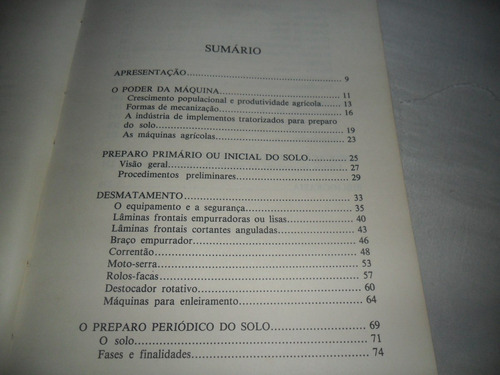 SUMÁRIO
APRESENTAÇÃO................................................ 9
O PODER DA MÁQUINA...................................... 11
Crescimento populacional e produtividade agrícola....... 13
Formas de mecanização........................................ 16
A indústria de implementos tratorizados para preparo
do solo........................................................ 19
As máquinas agrícolas........................................ 23
PREPARO PRIMÁRIO OU INICIAL DO SOLO......... 25
Visão geral.................................................... 27
Procedimentos preliminares.................................. 29
DESMATAMENTO.............................................. 33
O equipamento e a segurança............................... 35
Lâminas frontais empurradoras ou lisas................... 40
Lâminas frontais cortantes anguladas...................... 43
Braço empurrador............................................. 46
Correntão...................................................... 48
Moto-serra..................................................... 53
Rolos-facas.................................................... 57
Destocador rotativo........................................... 60
Máquinas para enleiramento................................. 64
O PREPARO PERIÓDICO DO SOLO....................... 69
O solo.......................................................... 71
Fases e finalidades............................................ 74